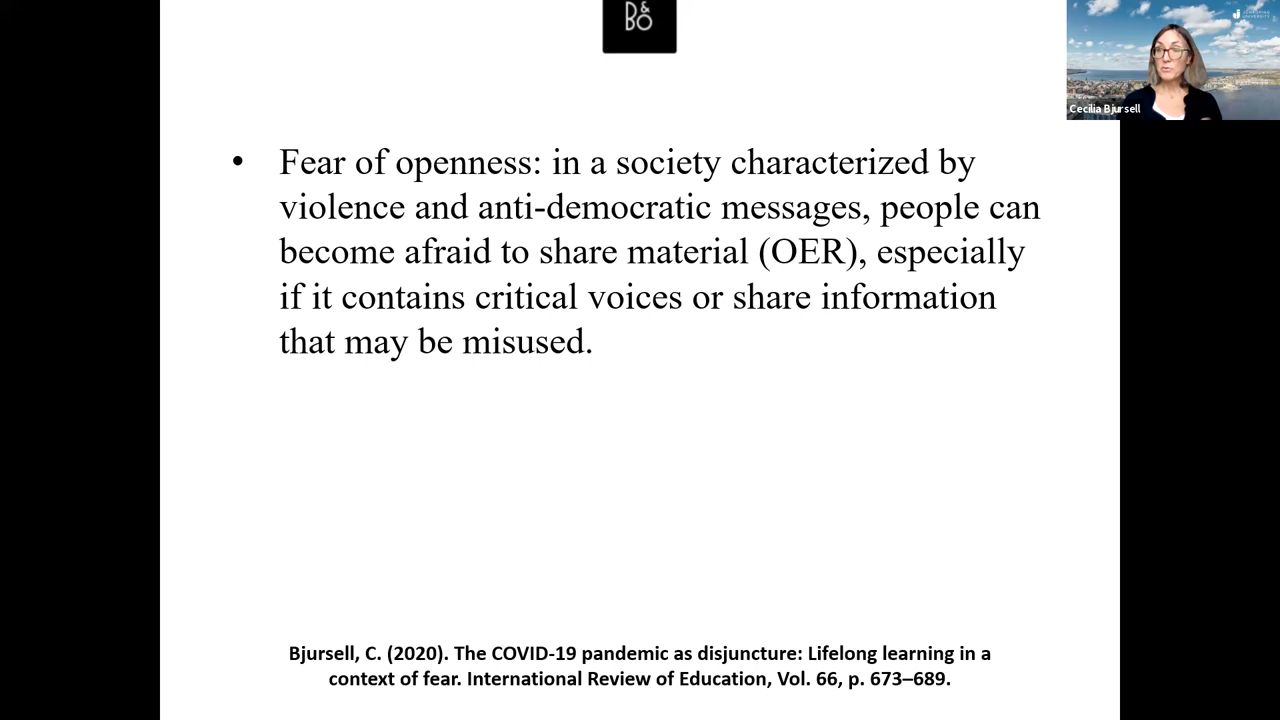 D&
BO
JÖNKÖPING
UNIVERSITY
Cecilia Bjursell
• Fear of openness: in a society characterized by
violence and anti-democratic messages, people can
become afraid to share material (OER), especially
if it contains critical voices or share information
that may be misused.
Bjursell, C. (2020). The COVID-19 pandemic as disjuncture: Lifelong learning in a
context of fear. International Review of Education, Vol. 66, p. 673–689.